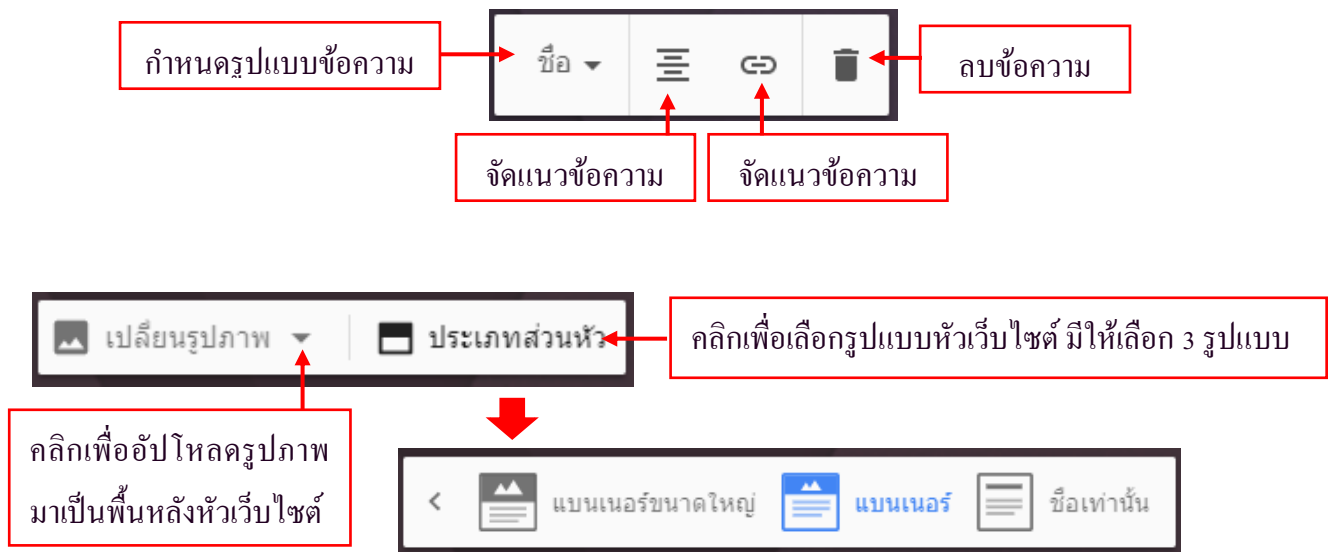 กำหนดรูปแบบข้อความ
ชื่อ
ลบข้อความ
จัดแนวข้อความ
จัดแนวข้อความ
เปลี่ยนรูปภาพ
ประเภทส่วนหัว
คลิกเพื่อเลือกรูปแบบหัวเว็บไซต์ มีให้เลือก 3 รูปแบบ
คลิกเพื่ออัปโหลดรูปภาพ
มาเป็นพื้นหลังหัวเว็บไซต์
แบนเนอร์ขนาดใหญ่
แบนเนอร์
ชื่อเท่านั้น